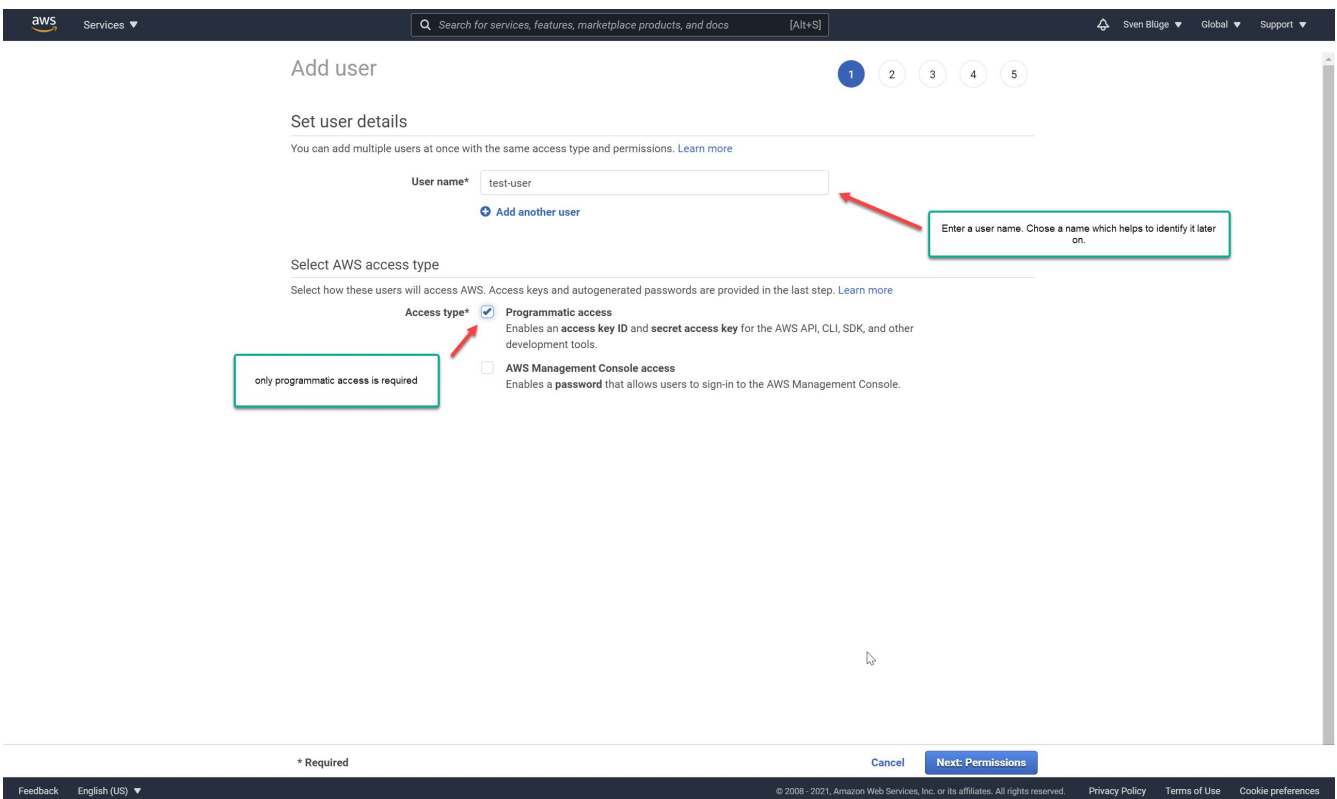 aws Services ▼ Search for services, features, marketplace products, and docs [Alt+S] Sven Blüge ▼ Global ▼ Support ▼
Add user
1 2 3 4 5
Set user details
You can add multiple users at once with the same access type and permissions. Learn more
User name* test-user
Add another user
Enter a user name. Chose a name which helps to identify it later
on.
Select AWS access type
Select how these users will access AWS. Access keys and autogenerated passwords are provided in the last step. Learn more
Access type* Programmatic access
Enables an access key ID and secret access key for the AWS API, CLI, SDK, and other
development tools.
AWS Management Console access
Enables a password that allows users to sign-in to the AWS Management Console.
only programmatic access is required
* Required Cancel Next: Permissions
Feedback English (US) ▼ © 2008 - 2021, Amazon Web Services, Inc. or its affiliates. All rights reserved. Privacy Policy Terms of Use Cookie preferences